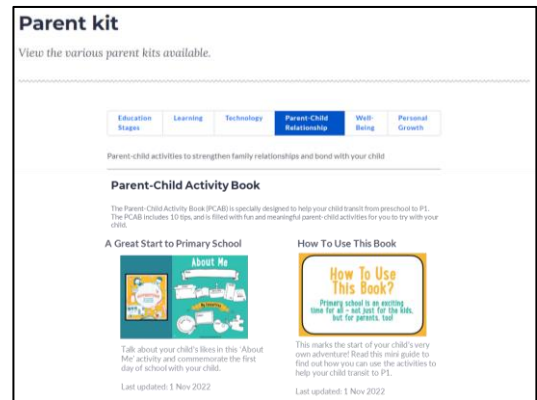 Parent kit
View the various parent kits available.
Education Stages
Learning
Technology
Parent-Child Relationship
Well-Being
Personal Growth
Parent-child activities to strengthen family relationships and bond with your child
Parent-Child Activity Book
The Parent-Child Activity Book (PCAB) is specially designed to help your child transit from preschool to P1.
The PCAB includes 10 tips, and is filled with fun and meaningful parent-child activities for you to try with your
child.
A Great Start to Primary School
About Me
Talk about your child's likes in this 'About
Me' activity and commemorate the first
day of school with your child.
Last updated: 1 Nov 2022
How To Use This Book
How To Use
This Book?
Primary school is an exciting
time for all - not just for the kids,
but for parents, too!
This marks the start of your child's very
own adventure! Read this mini guide to
find out how you can use the activities to
help your child transit to P1.
Last updated: 1 Nov 2022